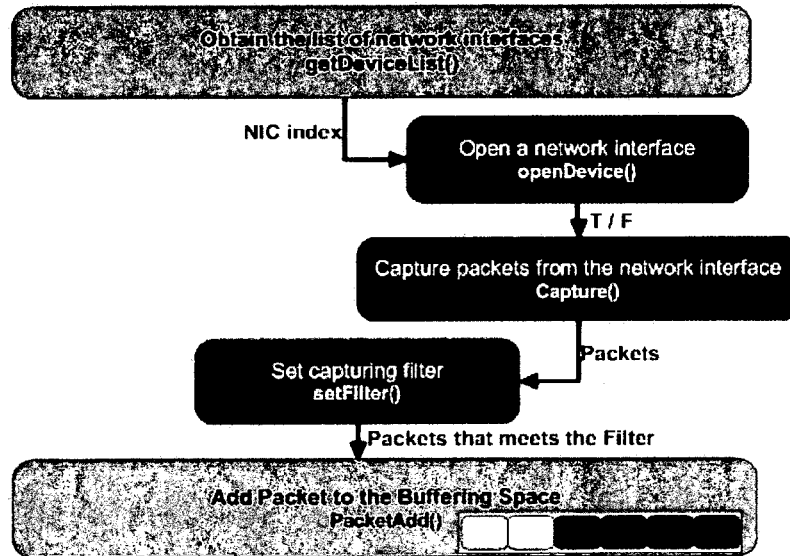 Obtain the list of network interfaces
getDeviceList()
NIC index
Open a network interface
openDevice()
T / F
Capture packets from the network interface
Capture()
Packets
Set capturing filter
setFilter()
Packets that meets the Filter
Add Packet to the Buffering Space
PacketAdd()